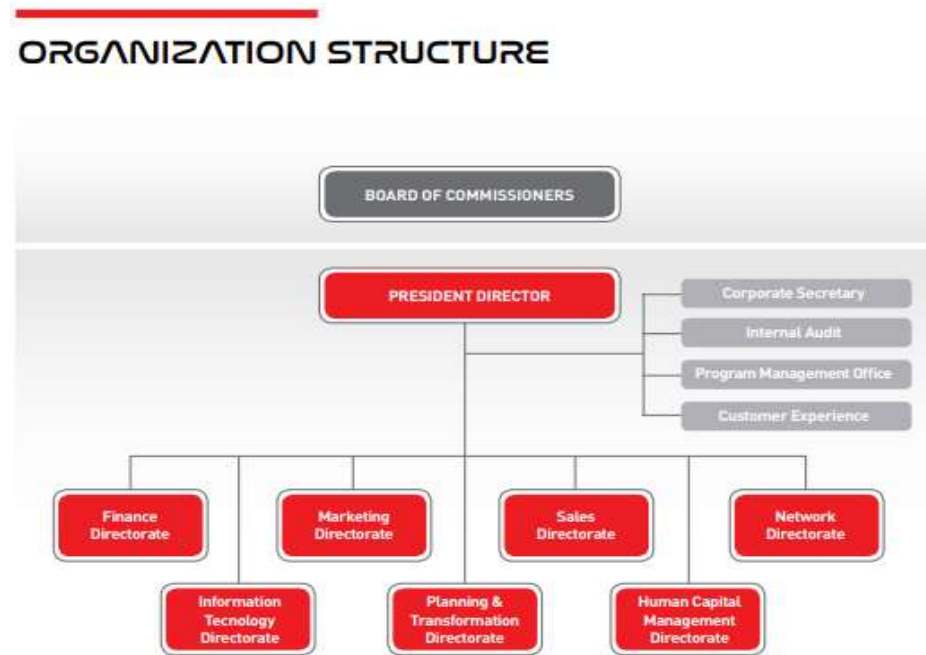 ORGANIZATION STRUCTURE
BOARD OF COMMISSIONERS
PRESIDENT DIRECTOR
Corporate Secretary
Internal Audit
Program Management Office
Customer Experience
Finance
Directorate
Marketing
Directorate
Sales
Directorate
Network
Directorate
Information
Tecnology
Directorate
Planning &
Transformation
Directorate
Human Capital
Management
Directorate